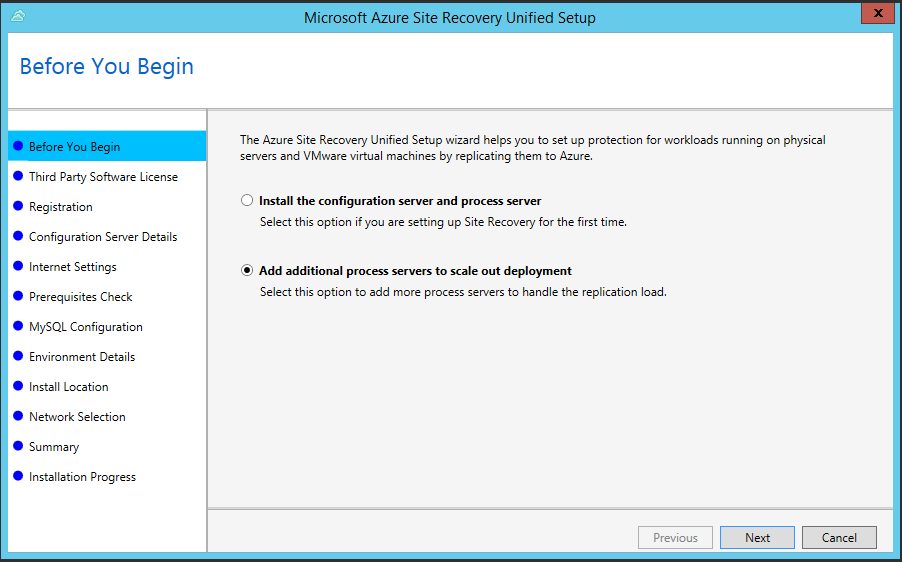 Microsoft Azure Site Recovery Unified Setup
x
Before You Begin
Before You Begin
Third Party Software License
Registration
Configuration Server Details
Internet Settings
Prerequisites Check
MySQL Configuration
Environment Details
Install Location
Network Selection
Summary
Installation Progress
The Azure Site Recovery Unified Setup wizard helps you to set up protection for workloads running on physical
servers and VMware virtual machines by replicating them to Azure.
Install the configuration server and process server
Select this option if you are setting up Site Recovery for the first time.
Add additional process servers to scale out deployment
Select this option to add more process servers to handle the replication load.
Previous
Next
Cancel